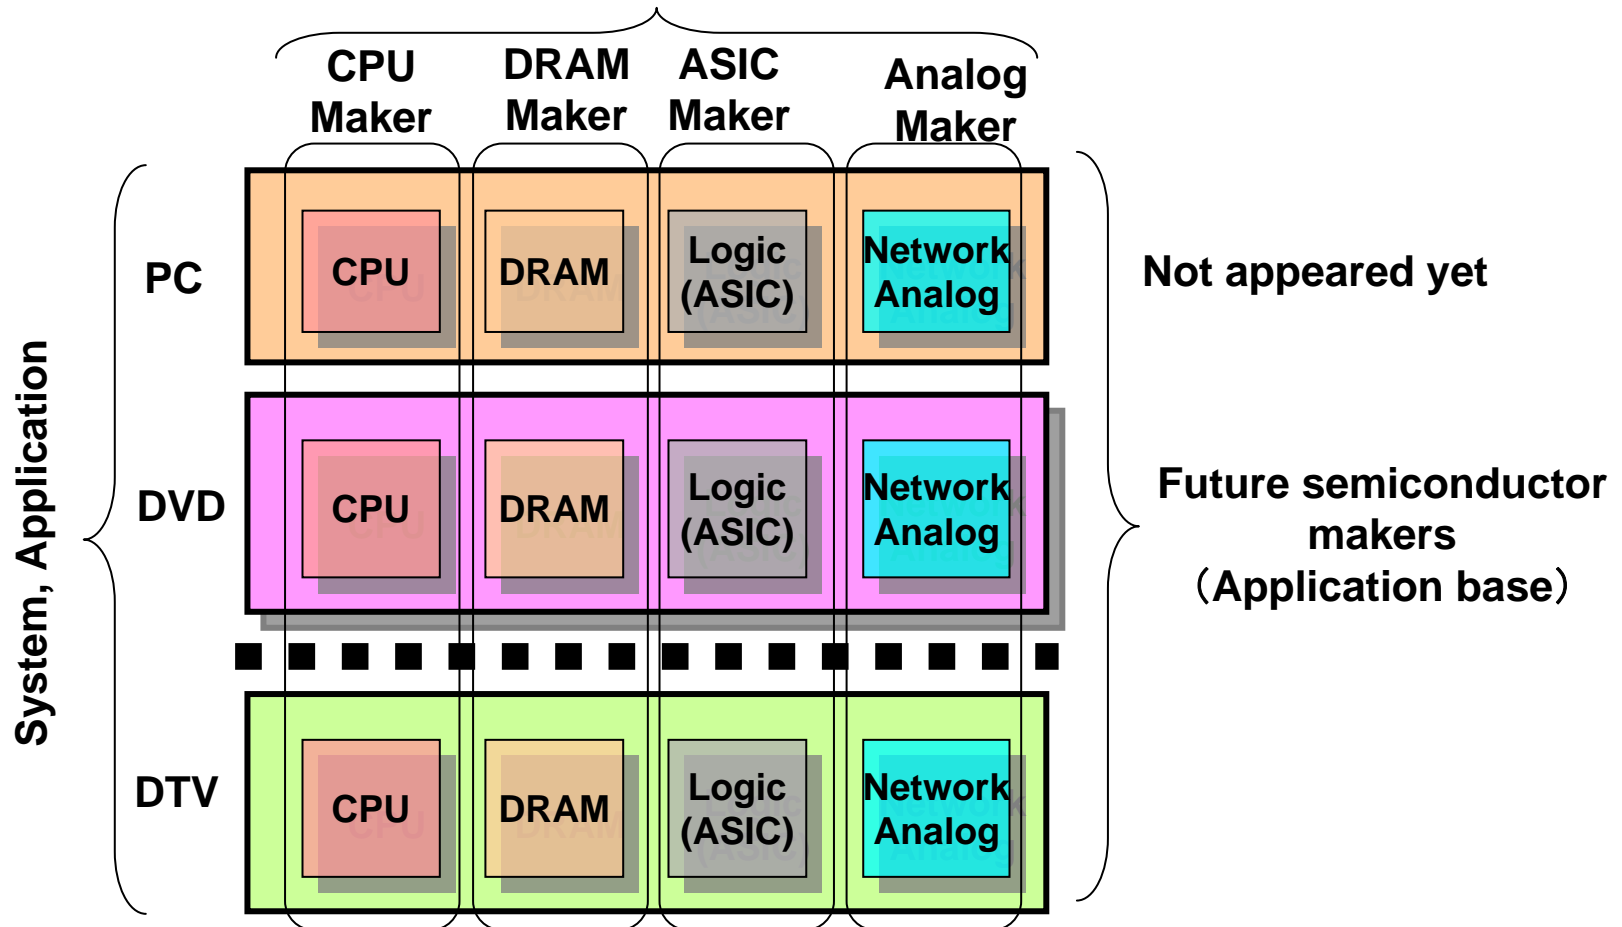 CPU
Maker
DRAM
Maker
ASIC
Maker
Analog
Maker
System, Application
PC
CPU
DRAM
Logic
(ASIC)
Network
Analog
Not appeared yet
DVD
CPU
DRAM
Logic
(ASIC)
Network
Analog
Future semiconductor
makers
（Application base）
DTV
CPU
DRAM
Logic
(ASIC)
Network
Analog